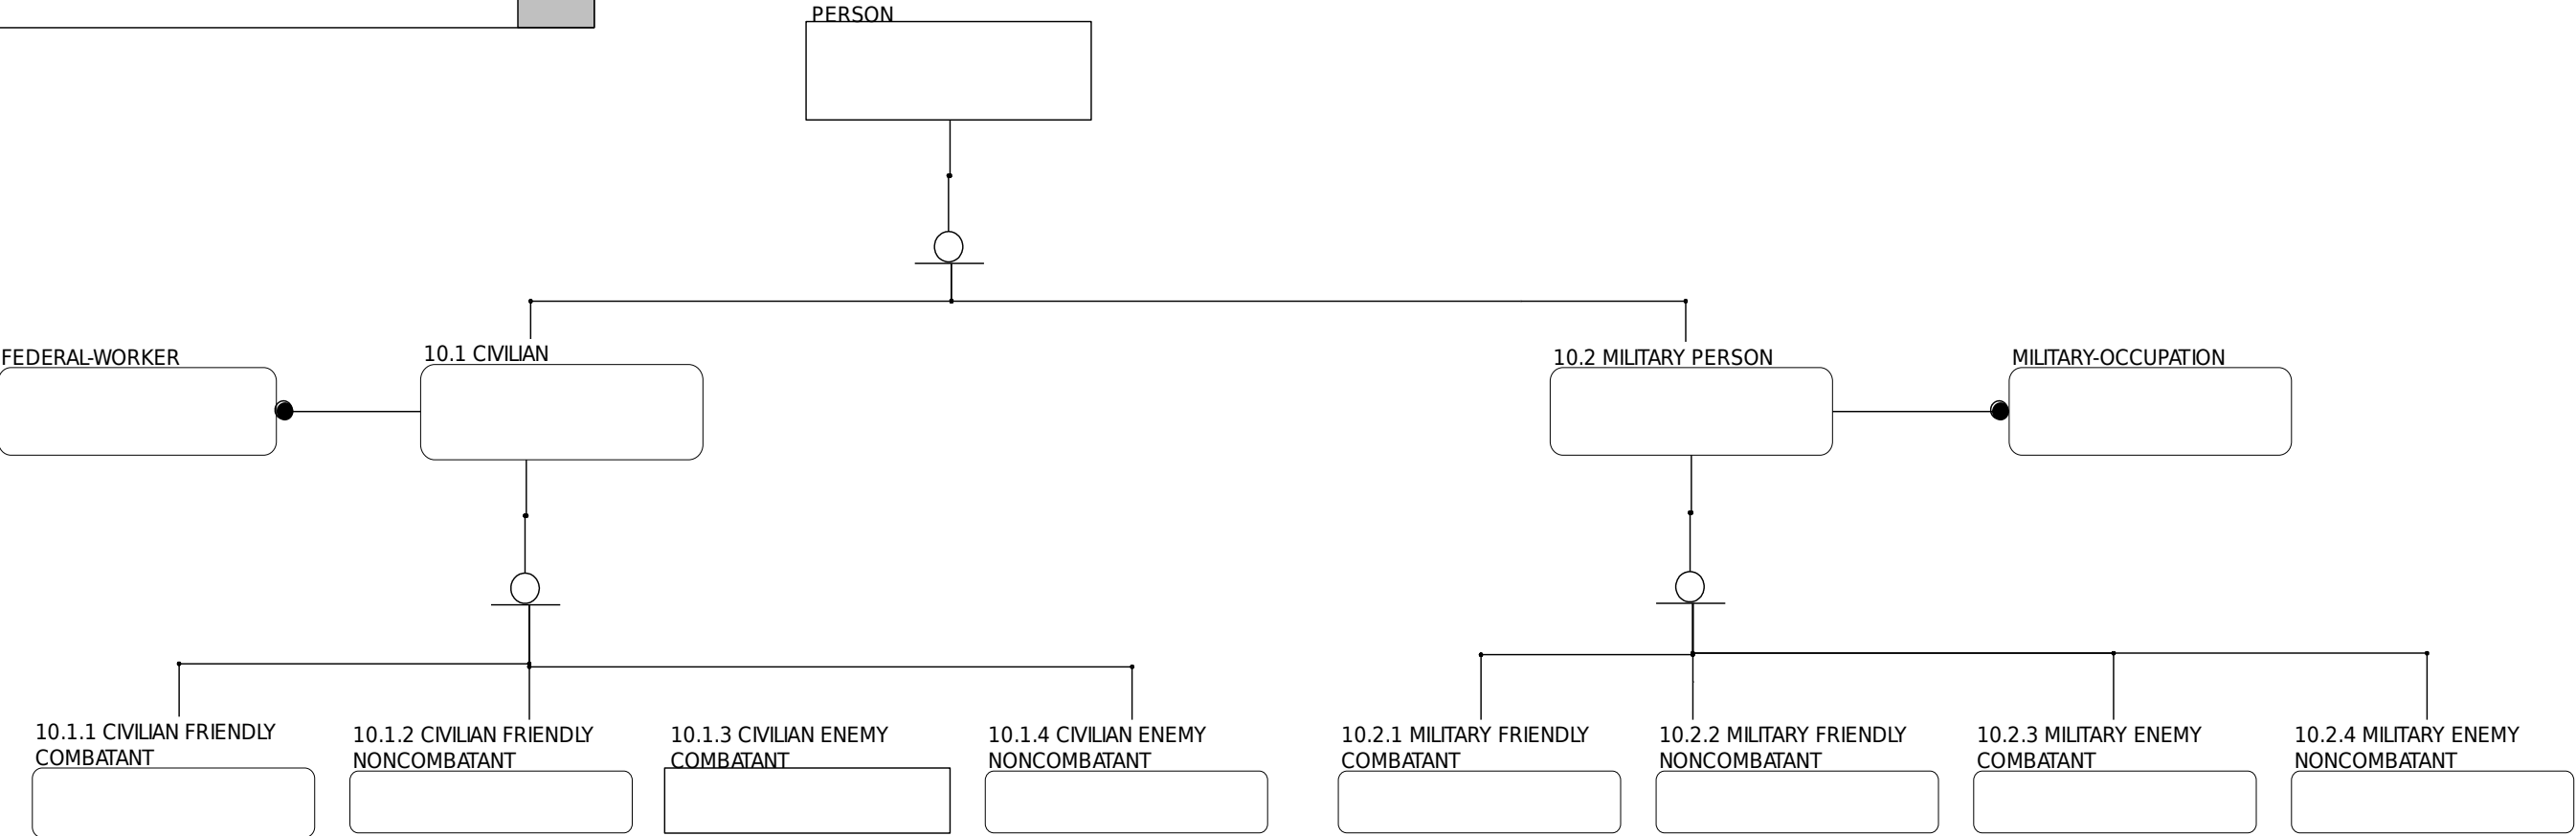 PERSON
FEDERAL-WORKER
10.1 CIVILIAN
10.2 MILITARY PERSON
MILITARY-OCCUPATION
10.1.1 CIVILIAN FRIENDLY
COMBATANT
10.1.2 CIVILIAN FRIENDLY
NONCOMBATANT
10.1.3 CIVILIAN ENEMY
COMBATANT
10.1.4 CIVILIAN ENEMY
NONCOMBATANT
10.2.1 MILITARY FRIENDLY
COMBATANT
10.2.2 MILITARY FRIENDLY
NONCOMBATANT
10.2.3 MILITARY ENEMY
COMBATANT
10.2.4 MILITARY ENEMY
NONCOMBATANT